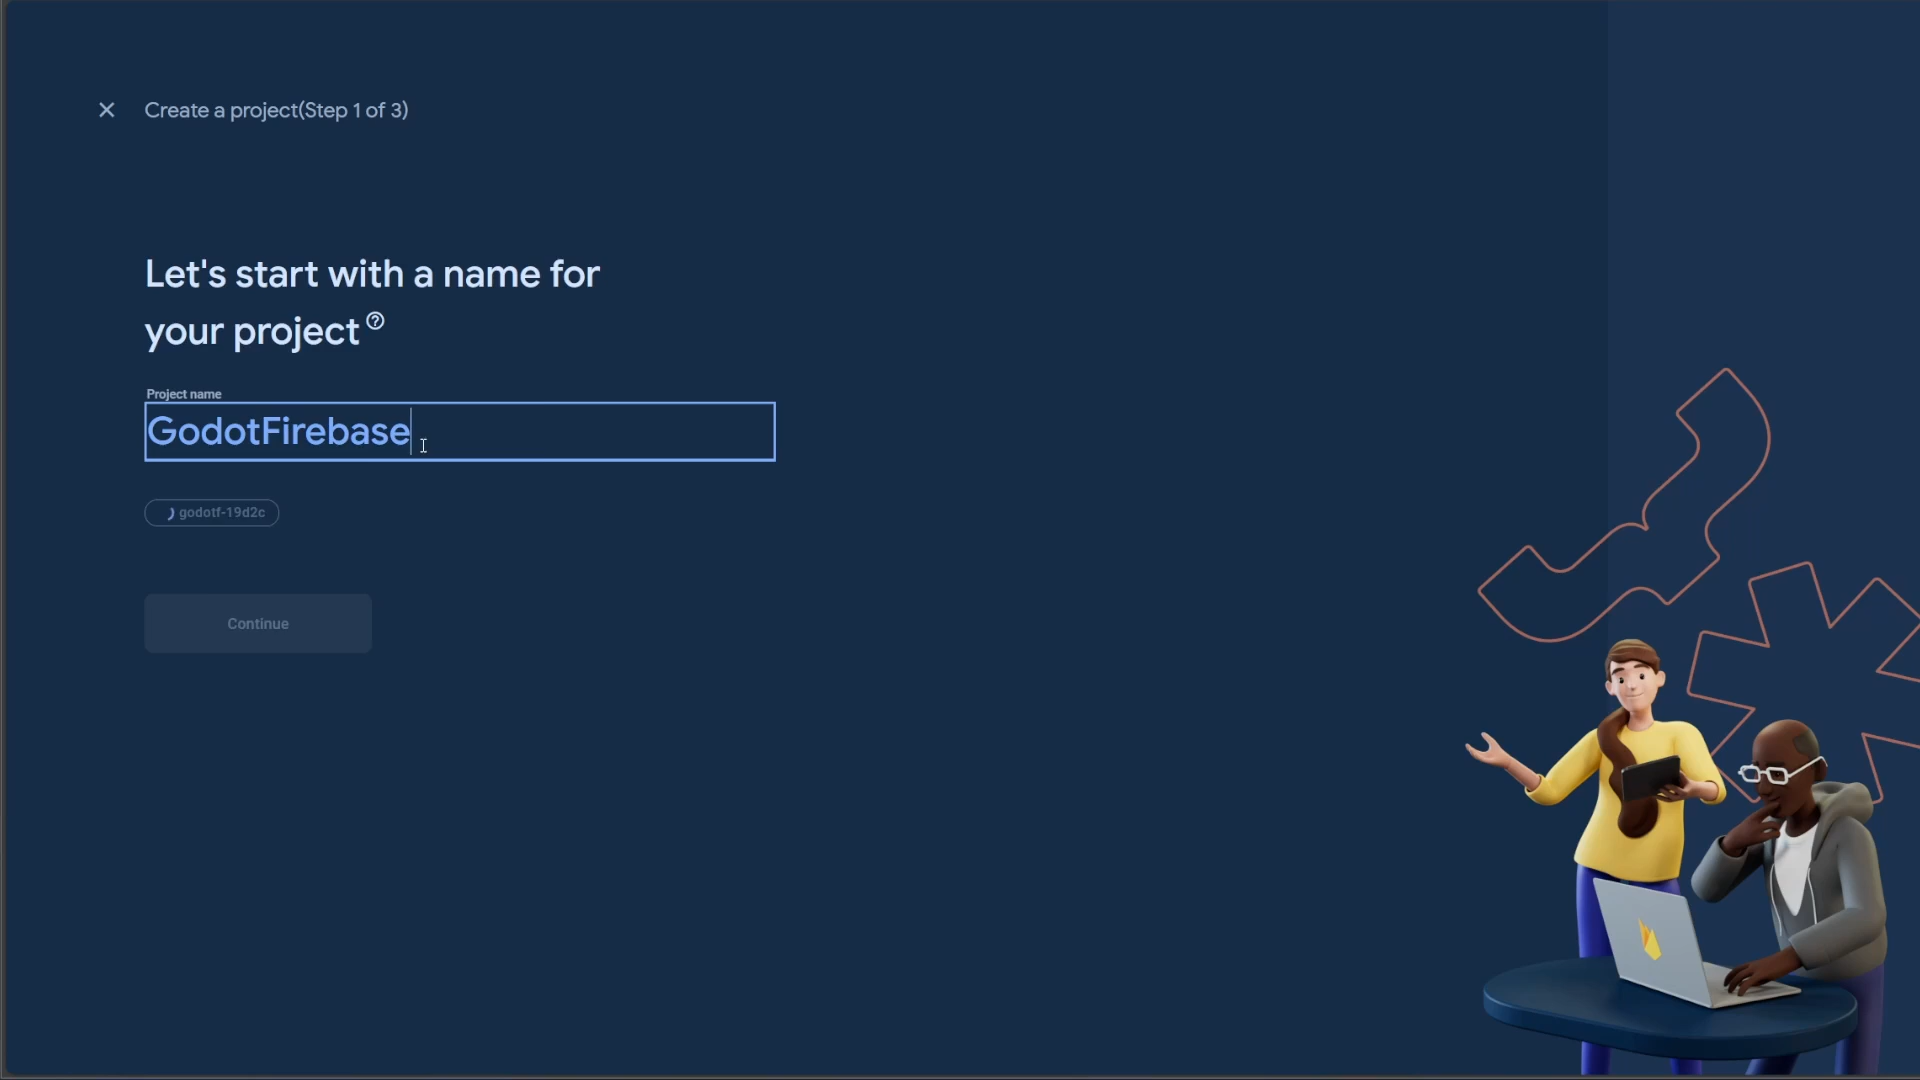 Create a project(Step 1 of 3)
Let's start with a name for
your project
Project name
GodotFirebase
godotf-19d2c
Continue